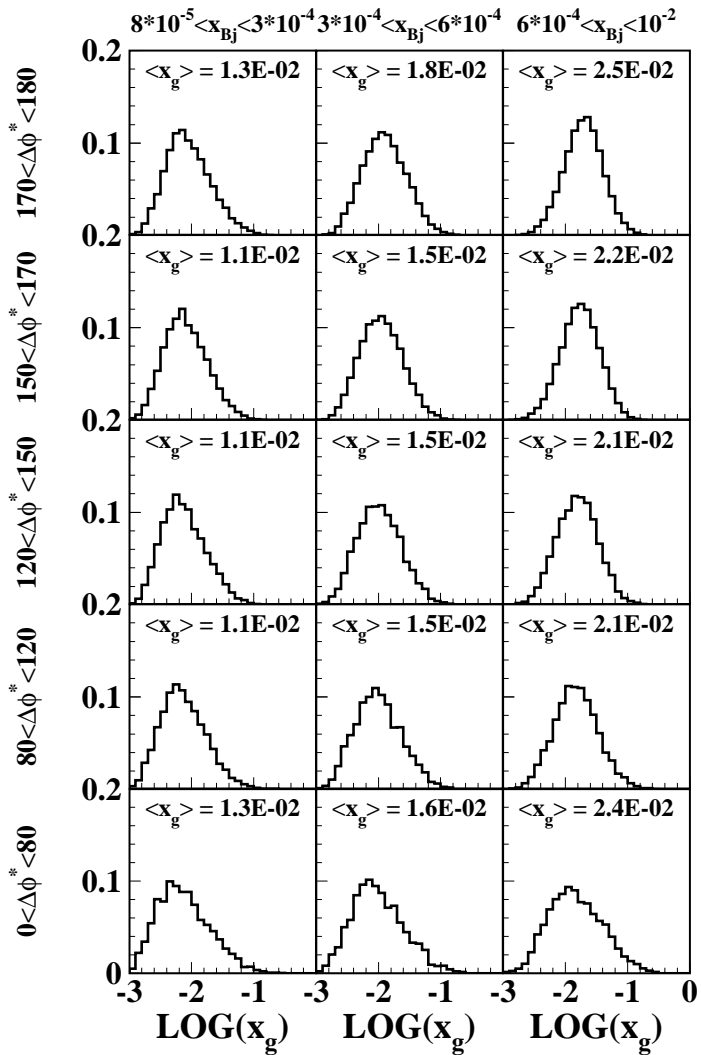 8*10^-5<x_Bj<3*10^-4 3*10^-4<x_Bj<6*10^-4 6*10^-4<x_Bj<10^-2
170<Δϕ*<180
0.2
<x_g> = 1.3E-02 <x_g> = 1.8E-02 <x_g> = 2.5E-02
0.1
150<Δϕ*<170
0.2
<x_g> = 1.1E-02 <x_g> = 1.5E-02 <x_g> = 2.2E-02
0.1
120<Δϕ*<150
0.2
<x_g> = 1.1E-02 <x_g> = 1.5E-02 <x_g> = 2.1E-02
0.1
80<Δϕ*<120
0.2
<x_g> = 1.1E-02 <x_g> = 1.5E-02 <x_g> = 2.1E-02
0.1
0<Δϕ*<80
0.2
<x_g> = 1.3E-02 <x_g> = 1.6E-02 <x_g> = 2.4E-02
0.1
0
-3 -2 -1 -3 -2 -1 -3 -2 -1 0
LOG(x_g) LOG(x_g) LOG(x_g)